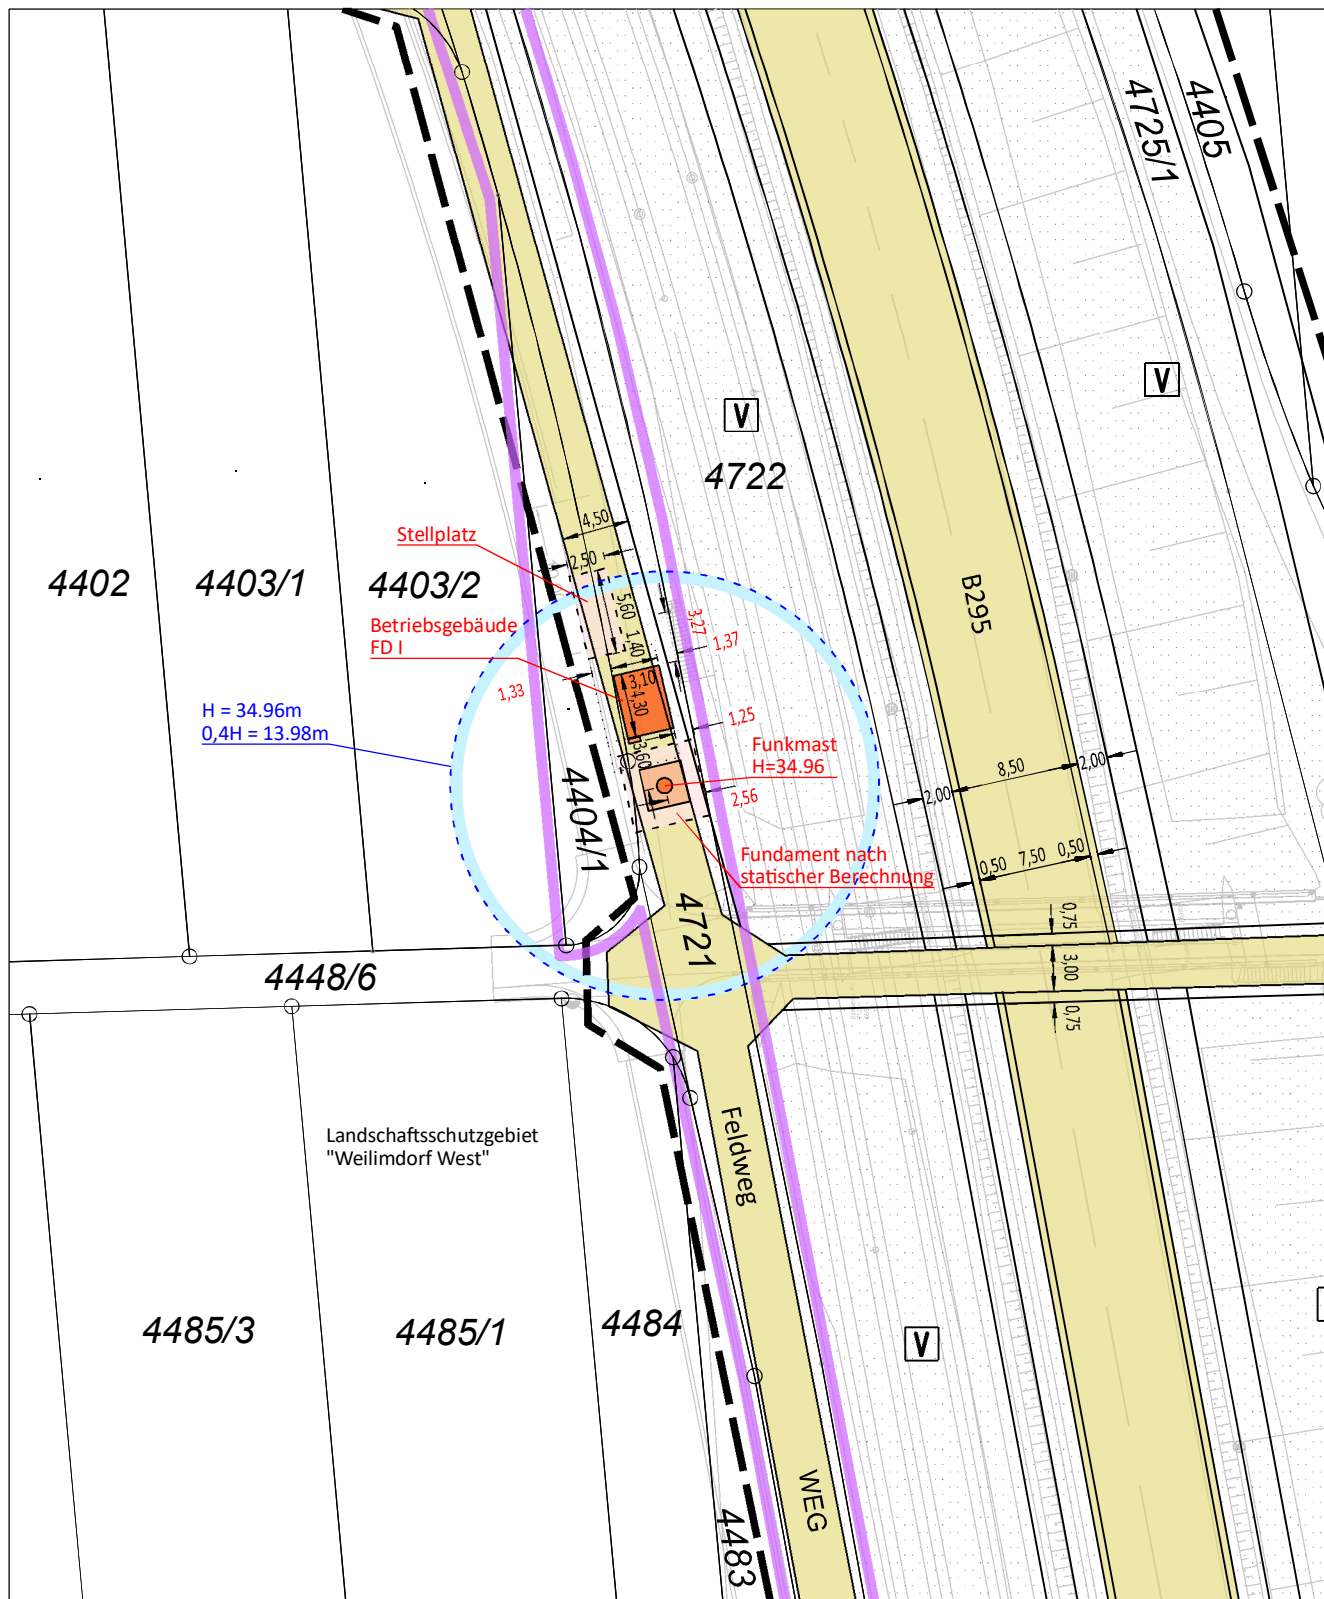 4405
4725/1
V
V
4722
4,50
Stellplatz
2,50
4402
4403/1
4403/2
B295
5,60
3,27
Betriebsgebäude
FD I
1,40
1,37
1,33
3,10
4,30
H = 34.96m
0,4H = 13.98m
1,25
3,60
Funkmast
H=34.96
8,50
2,00
2,00
2,56
4404/1
Fundament nach
statischer Berechnung
0,50
7,50
0,50
4721
0,75
3,00
0,75
4448/6
Landschaftsschutzgebiet
"Weilimdorf West"
Feldweg
4485/3
4485/1
4484
V
WEG
4483